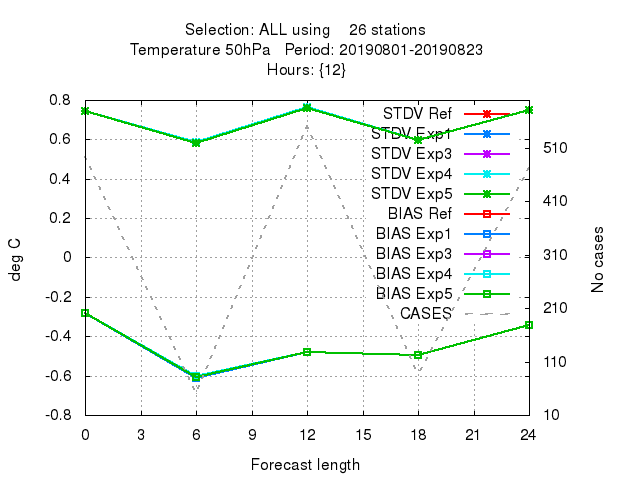 Selection: ALL using    26 stations
Temperature 50hPa   Period: 20190801-20190823
Hours: {12}
deg C
0.8
0.6
0.4
0.2
0
-0.2
-0.4
-0.6
-0.8
STDV Ref
STDV Exp1
STDV Exp3
STDV Exp4
STDV Exp5
BIAS Ref
BIAS Exp1
BIAS Exp3
BIAS Exp4
BIAS Exp5
CASES
510
410
310
210
110
10
No cases
0 3 6 9 12 15 18 21 24
Forecast length